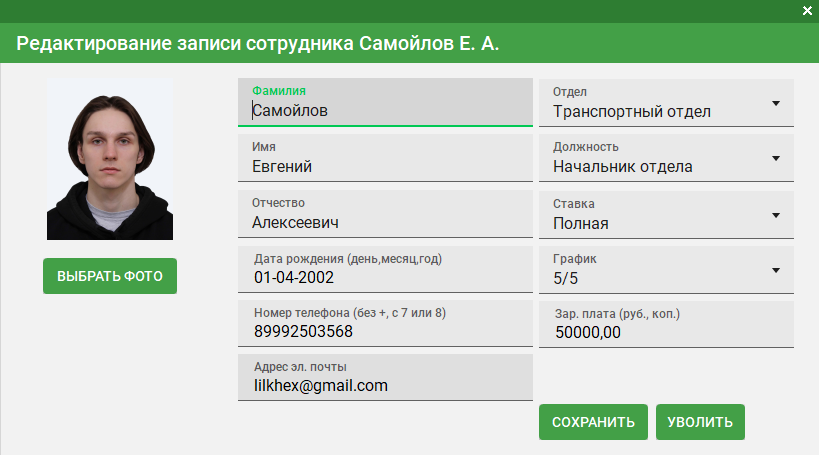 Редактирование записи сотрудника Самойлов Е. А.
Фамилия
Самойлов
Имя
Евгений
Отчество
Алексеевич
Дата рождения (день,месяц,год)
01-04-2002
Номер телефона (без +, с 7 или 8)
89992503568
Адрес эл. почты
lilkhex@gmail.com
Отдел
Транспортный отдел
Должность
Начальник отдела
Ставка
Полная
График
5/5
Зар. плата (руб., коп.)
50000,00
ВЫБРАТЬ ФОТО
СОХРАНИТЬ
УВОЛИТЬ